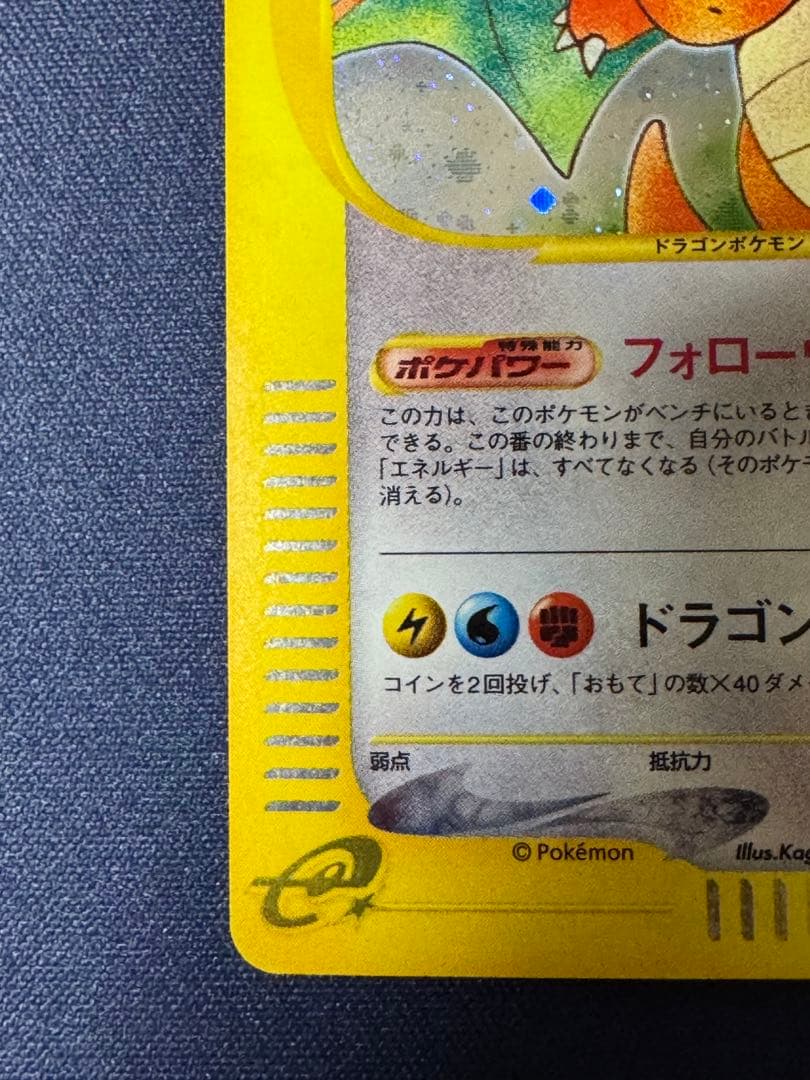 ドラゴンポケモン
特殊能力
ポケパワー フォロー
この力は、このポケモンがベンチにいるとき
できる。この番の終わりまで、自分のバトル
「エネルギー」は、すべてなくなる（そのポケモ
消える）。
ドラゴン
コインを2回投げ、「おもて」の数×40ダメ
弱点 抵抗力
© Pokémon Illus.Kag
e